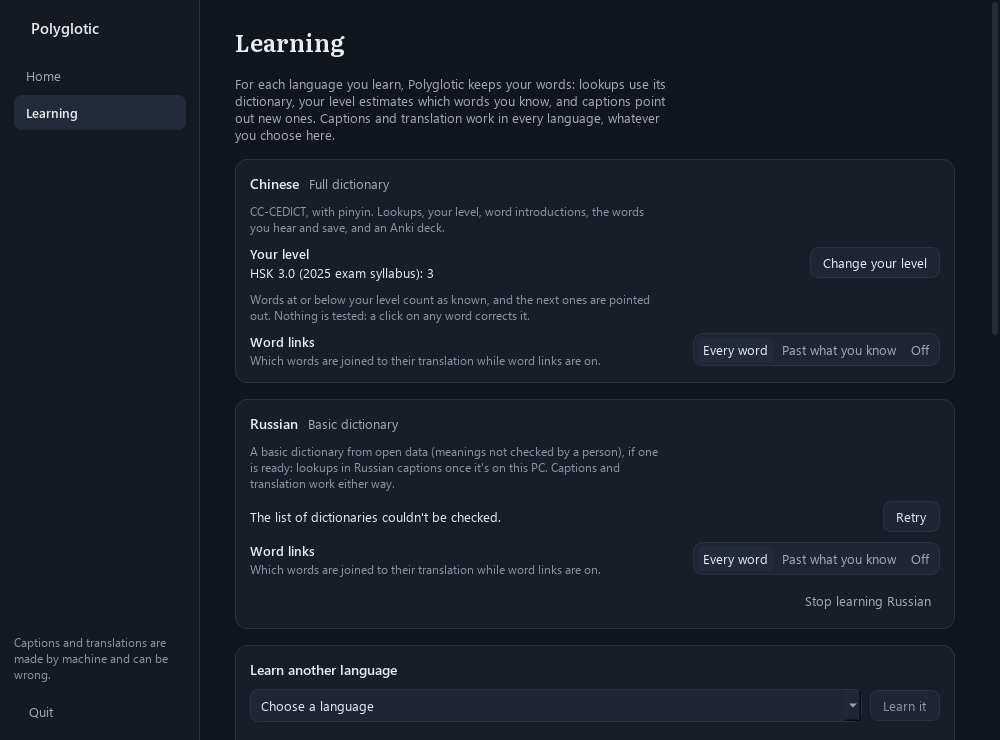 Polyglotic
Home
Learning
Captions and translations are
made by machine and can be
wrong.
Quit
Learning
For each language you learn, Polyglotic keeps your words: lookups use its
dictionary, your level estimates which words you know, and captions point
out new ones. Captions and translation work in every language, whatever
you choose here.
Chinese Full dictionary
CC-CEDICT, with pinyin. Lookups, your level, word introductions, the words
you hear and save, and an Anki deck.
Your level
HSK 3.0 (2025 exam syllabus): 3
Change your level
Words at or below your level count as known, and the next ones are pointed
out. Nothing is tested: a click on any word corrects it.
Word links
Which words are joined to their translation while word links are on.
Every word Past what you know Off
Russian Basic dictionary
A basic dictionary from open data (meanings not checked by a person), if one
is ready: lookups in Russian captions once it's on this PC. Captions and
translation work either way.
The list of dictionaries couldn't be checked.
Retry
Word links
Which words are joined to their translation while word links are on.
Every word Past what you know Off
Stop learning Russian
Learn another language
Choose a language
Learn it